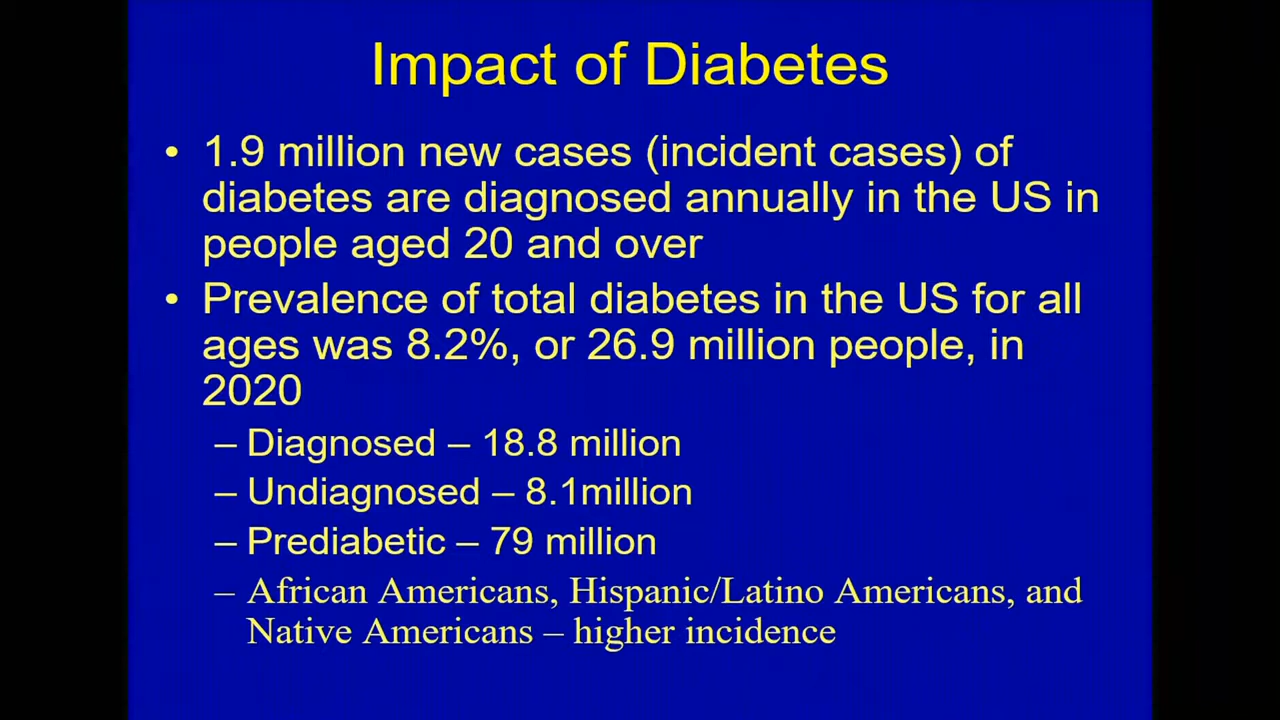 Impact of Diabetes
• 1.9 million new cases (incident cases) of
diabetes are diagnosed annually in the US in
people aged 20 and over
• Prevalence of total diabetes in the US for all
ages was 8.2%, or 26.9 million people, in
2020
– Diagnosed – 18.8 million
– Undiagnosed – 8.1million
– Prediabetic – 79 million
– African Americans, Hispanic/Latino Americans, and
Native Americans – higher incidence